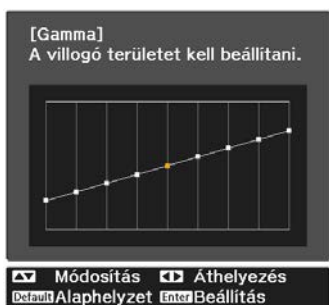 [Gamma]
A villogó területet kell beállítani.
Módosítás Áthelyezés
Default Alaphelyzet Enter Beállítás